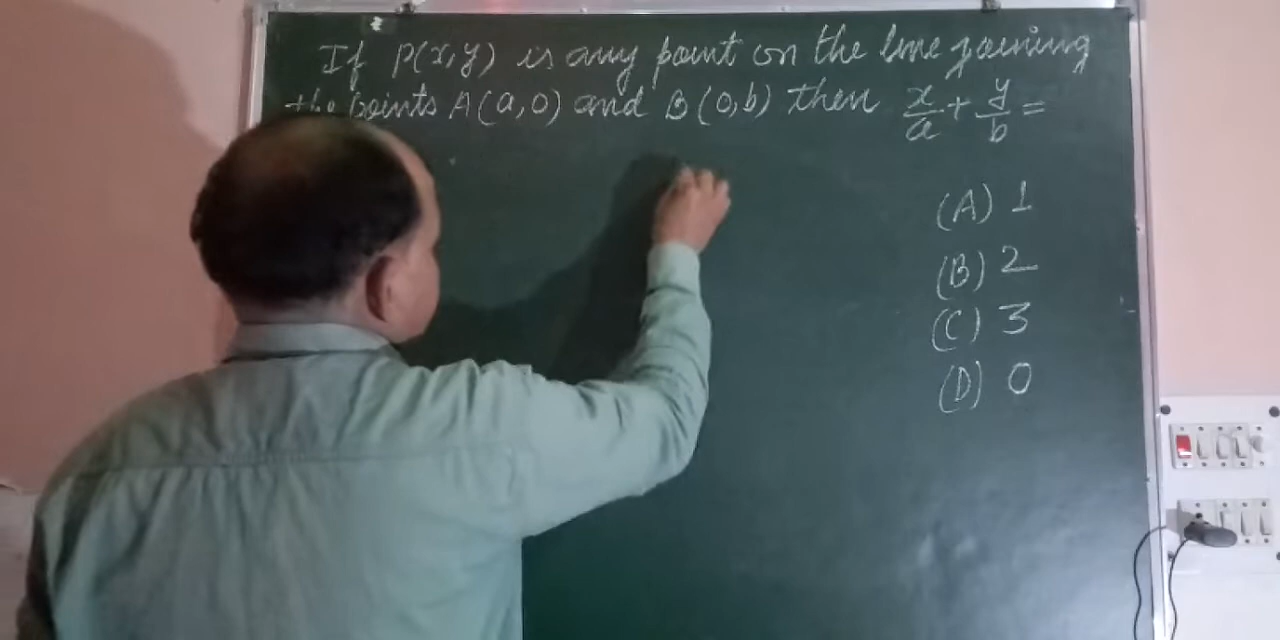 If P(x,y) is any point on the line joining
the points A(a,0) and B(0,b) then x/a + y/b =
(A) 1
(B) 2
(C) 3
(D) 0